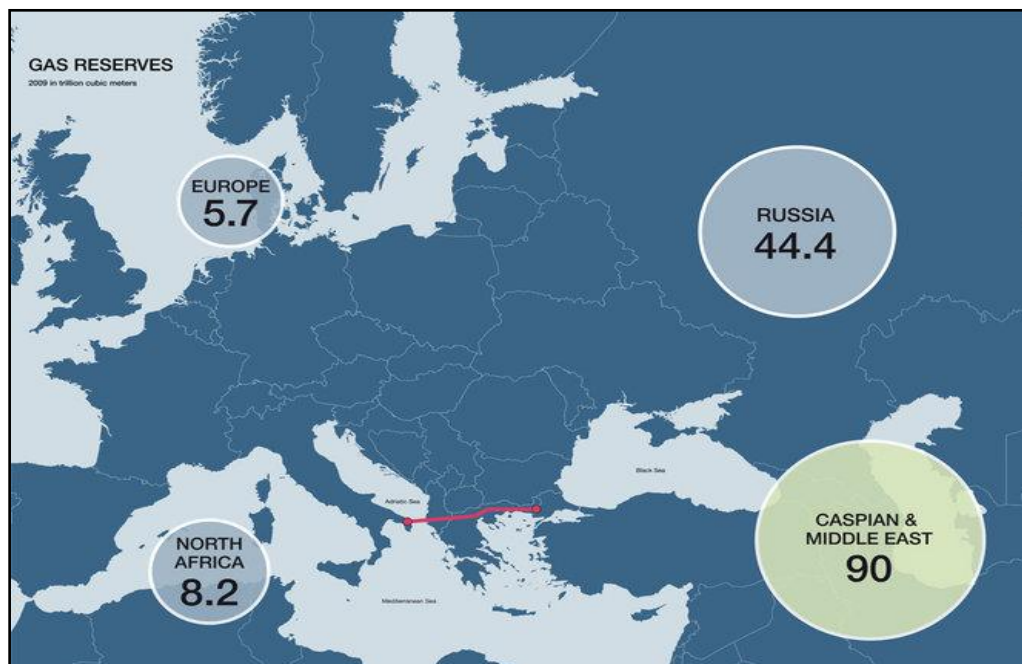 GAS RESERVES
2009 in trillion cubic meters
EUROPE
5.7
RUSSIA
44.4
Black Sea
Adriatic Sea
CASPIAN &
MIDDLE EAST
90
NORTH
AFRICA
8.2
Mediterranean Sea